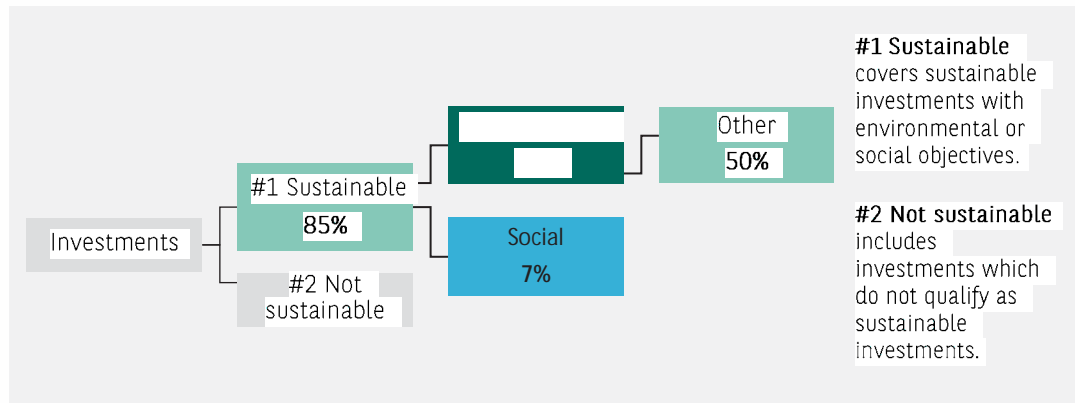 Investments
#1 Sustainable
85%
#2 Not
sustainable
Social
7%
Other
50%
#1 Sustainable
covers sustainable
investments with
environmental or
social objectives.
#2 Not sustainable
includes
investments which
do not qualify as
sustainable
investments.